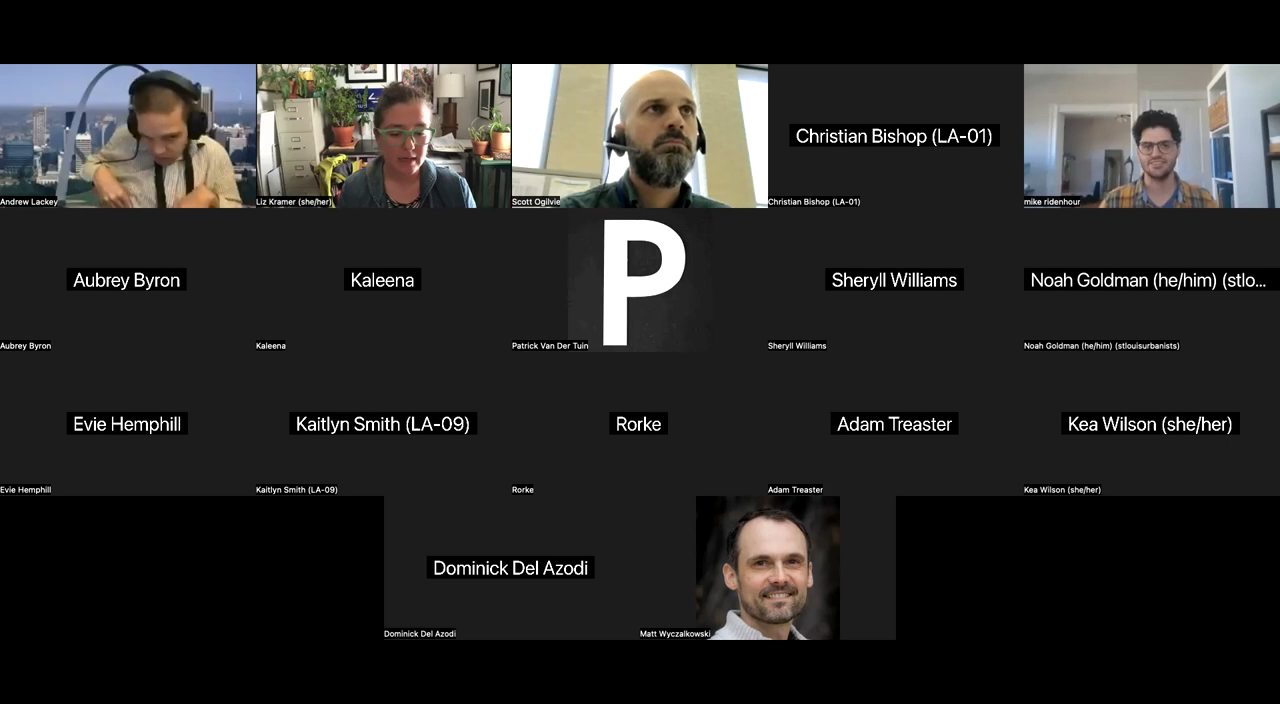 Andrew Lackey
Liz Kramer (she/her)
Scott Ogilvie
Christian Bishop (LA-01)
Christian Bishop (LA-01)
mike ridenhour
Aubrey Byron
Aubrey Byron
Kaleena
Kaleena
P
Patrick Van Der Tuin
Sheryll Williams
Sheryll Williams
Noah Goldman (he/him) (stlo...
Noah Goldman (he/him) (stlouisurbanists)
Evie Hemphill
Evie Hemphill
Kaitlyn Smith (LA-09)
Kaitlyn Smith (LA-09)
Rorke
Rorke
Adam Treaster
Adam Treaster
Kea Wilson (she/her)
Kea Wilson (she/her)
Dominick Del Azodi
Dominick Del Azodi
Matt Wyczalkowski